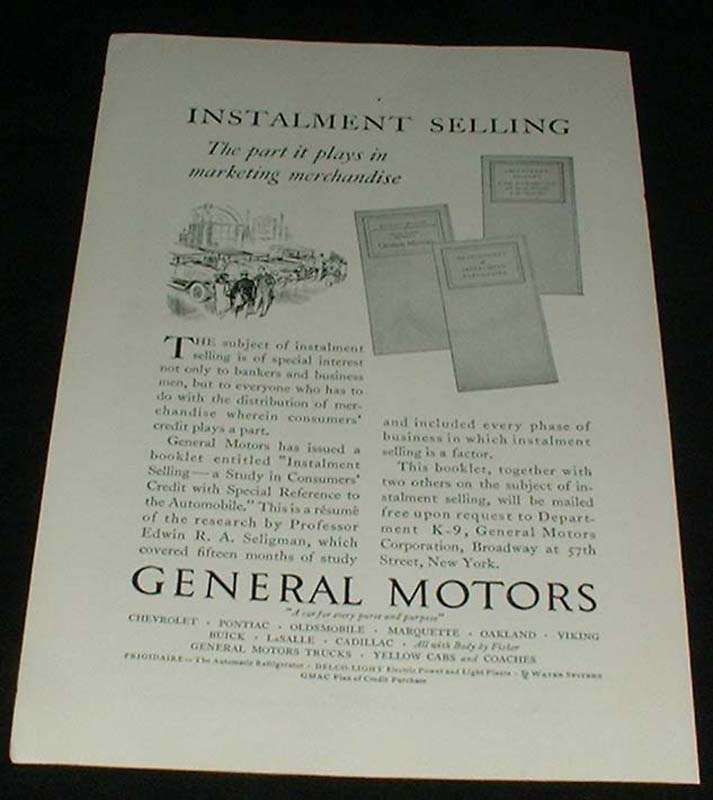 INSTALMENT SELLING
The part it plays in
marketing merchandise
THE subject of instalment
selling is of special interest
not only to bankers and business
men, but to everyone who has to
do with the distribution of mer-
chandise wherein consumers'
credit plays a part.
General Motors has issued a
booklet entitled "Instalment
Selling—a Study in Consumers'
Credit with Special Reference to
the Automobile." This is a résumé
of the research by Professor
Edwin R. A. Seligman, which
covered fifteen months of study
and included every phase of
business in which instalment
selling is a factor.
This booklet, together with
two others on the subject of in-
stalment selling, will be mailed
free upon request to Depart-
ment K-9, General Motors
Corporation, Broadway at 57th
Street, New York.
GENERAL MOTORS
"A car for every purse and purpose"
CHEVROLET · PONTIAC · OLDSMOBILE · MARQUETTE · OAKLAND · VIKING
BUICK · LASALLE · CADILLAC · All with Body by Fisher
GENERAL MOTORS TRUCKS · YELLOW CABS and COACHES
FRIGIDAIRE—The Automatic Refrigerator · DELCO-LIGHT Electric Power and Light Plants · & WATER SYSTEMS
GMAC Plan of Credit Purchase